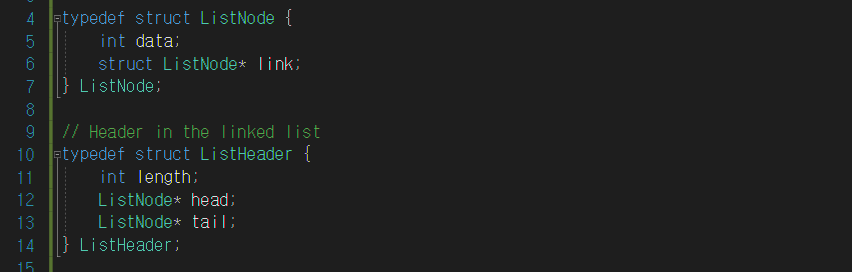 4 typedef struct ListNode {
5 int data;
6 struct ListNode* link;
7 } ListNode;
8
9 // Header in the linked list
10 typedef struct ListHeader {
11 int length;
12 ListNode* head;
13 ListNode* tail;
14 } ListHeader;
15